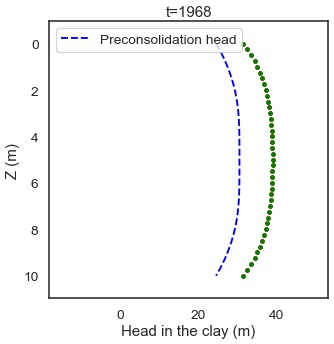 t=1968
Preconsolidation head
0
2
4
6
8
10
Z (m)
0
20
40
Head in the clay (m)